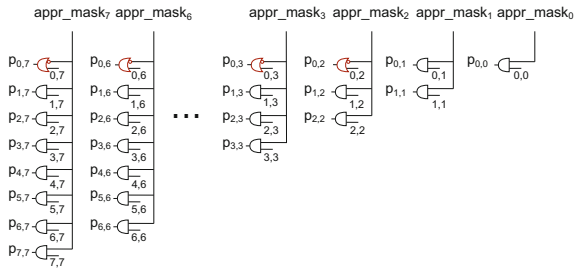 appr_mask7 appr_mask6 appr_mask3 appr_mask2 appr_mask1 appr_mask0
p0,7 p0,6 p0,3 p0,2 p0,1 p0,0
0,7 0,6 0,3 0,2 0,1 0,0
p1,7 p1,6 p1,3 p1,2 p1,1
1,7 1,6 1,3 1,2 1,1
p2,7 p2,6 ... p2,3 p2,2
2,7 2,6 2,3 2,2
p3,7 p3,6 p3,3
3,7 3,6 3,3
p4,7 p4,6
4,7 4,6
p5,7 p5,6
5,7 5,6
p6,7 p6,6
6,7 6,6
p7,7
7,7